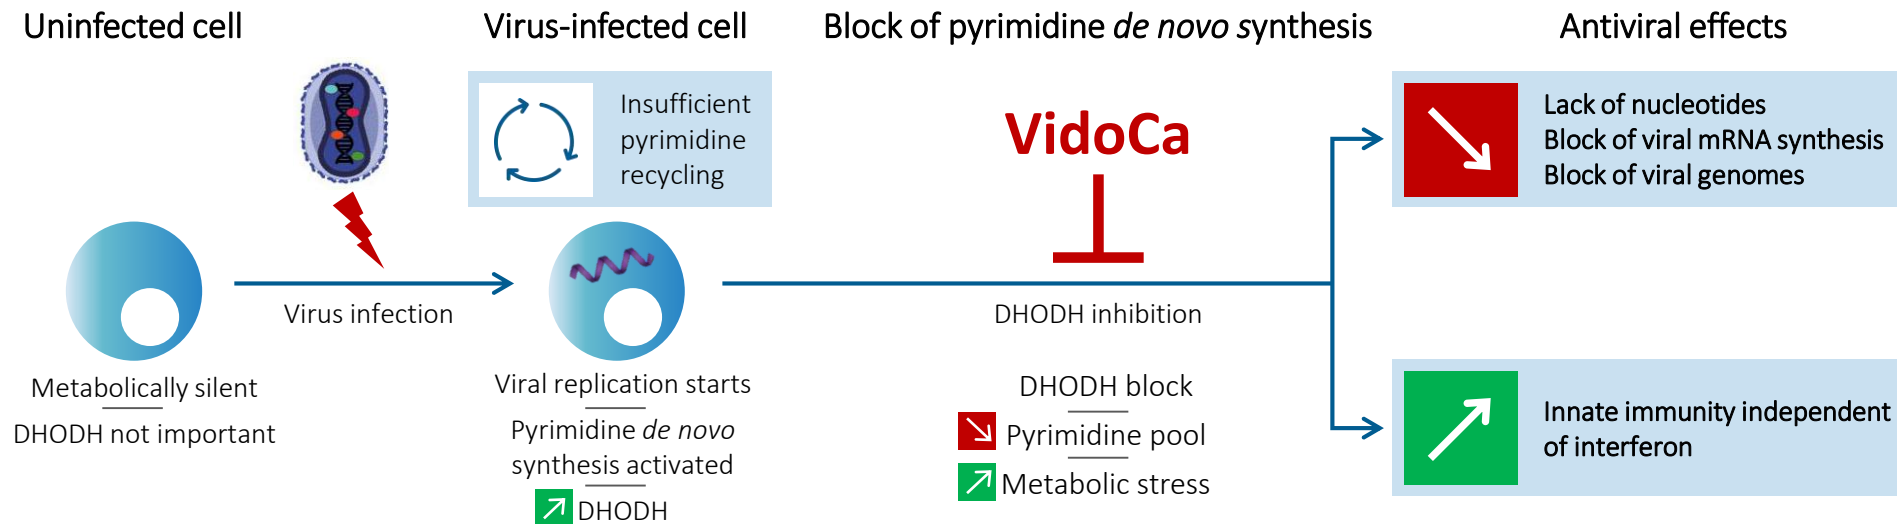 Uninfected cell
Virus-infected cell
Block of pyrimidine de novo synthesis
Antiviral effects
Insufficient
pyrimidine
recycling
VidoCa
Lack of nucleotides
Block of viral mRNA synthesis
Block of viral genomes
Virus infection
DHODH inhibition
Metabolically silent
DHODH not important
Viral replication starts
Pyrimidine de novo
synthesis activated
DHODH
DHODH block
Pyrimidine pool
Metabolic stress
Innate immunity independent
of interferon